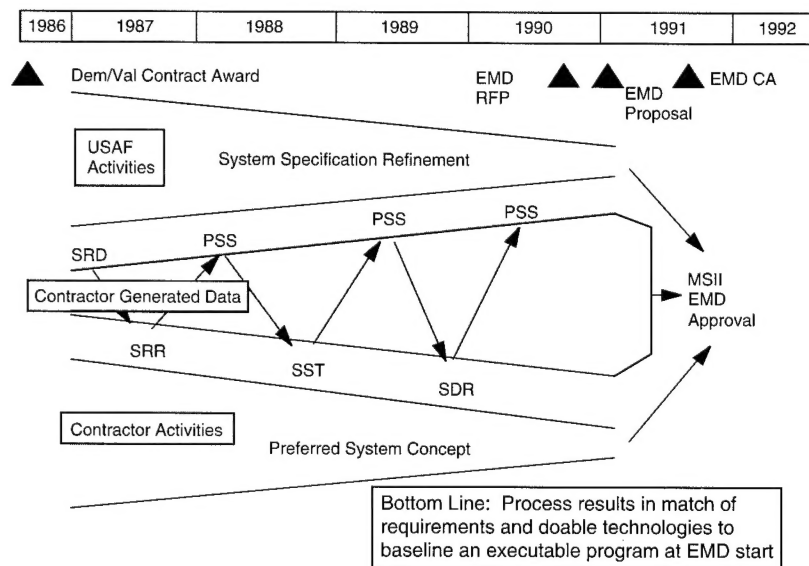 1986 1987 1988 1989 1990 1991 1992
Dem/Val Contract Award
EMD
RFP
EMD
Proposal
EMD CA
USAF
Activities
System Specification Refinement
SRD
PSS
PSS
PSS
Contractor Generated Data
MSII
EMD
Approval
SRR
SST
SDR
Contractor Activities
Preferred System Concept
Bottom Line: Process results in match of
requirements and doable technologies to
baseline an executable program at EMD start